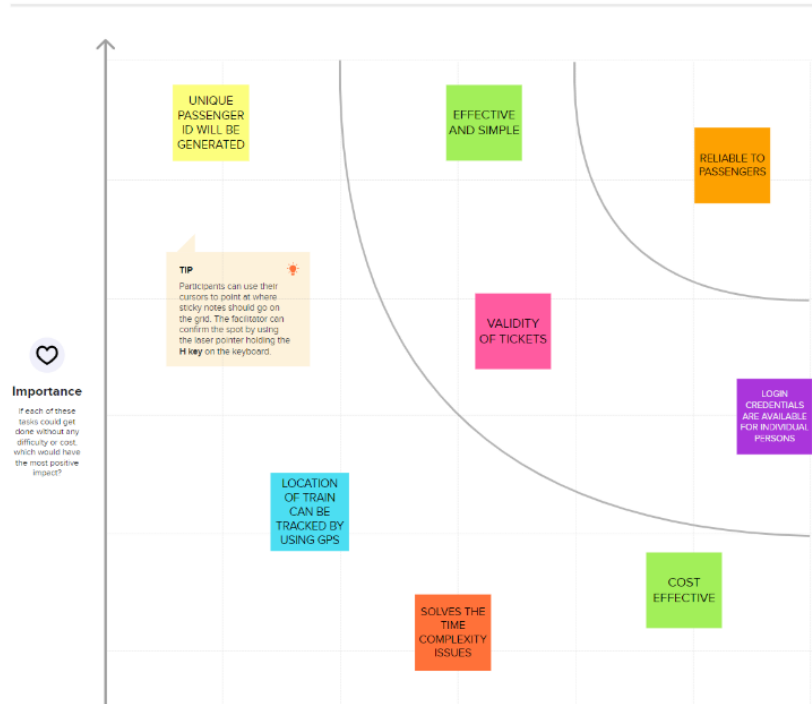 UNIQUE
PASSENGER
ID WILL BE
GENERATED
EFFECTIVE
AND SIMPLE
RELIABLE TO
PASSENGERS
TIP
Participants can use their
cursors to point at where
sticky notes should go on
the grid. The facilitator can
confirm the spot by using
the laser pointer holding the
H key on the keyboard.
VALIDITY
OF TICKETS
Importance
If each of these
tasks could get
done without any
difficulty or cost,
which would have
the most positive
impact?
LOGIN
CREDENTIALS
ARE AVAILABLE
FOR INDIVIDUAL
PERSONS
LOCATION
OF TRAIN
CAN BE
TRACKED BY
USING GPS
COST
EFFECTIVE
SOLVES THE
TIME
COMPLEXITY
ISSUES